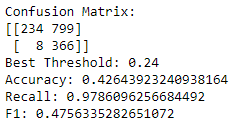 Confusion Matrix:
[[234 799]
 [  8 366]]
Best Threshold: 0.24
Accuracy: 0.42643923240938164
Recall: 0.9786096256684492
F1: 0.4756335282651072